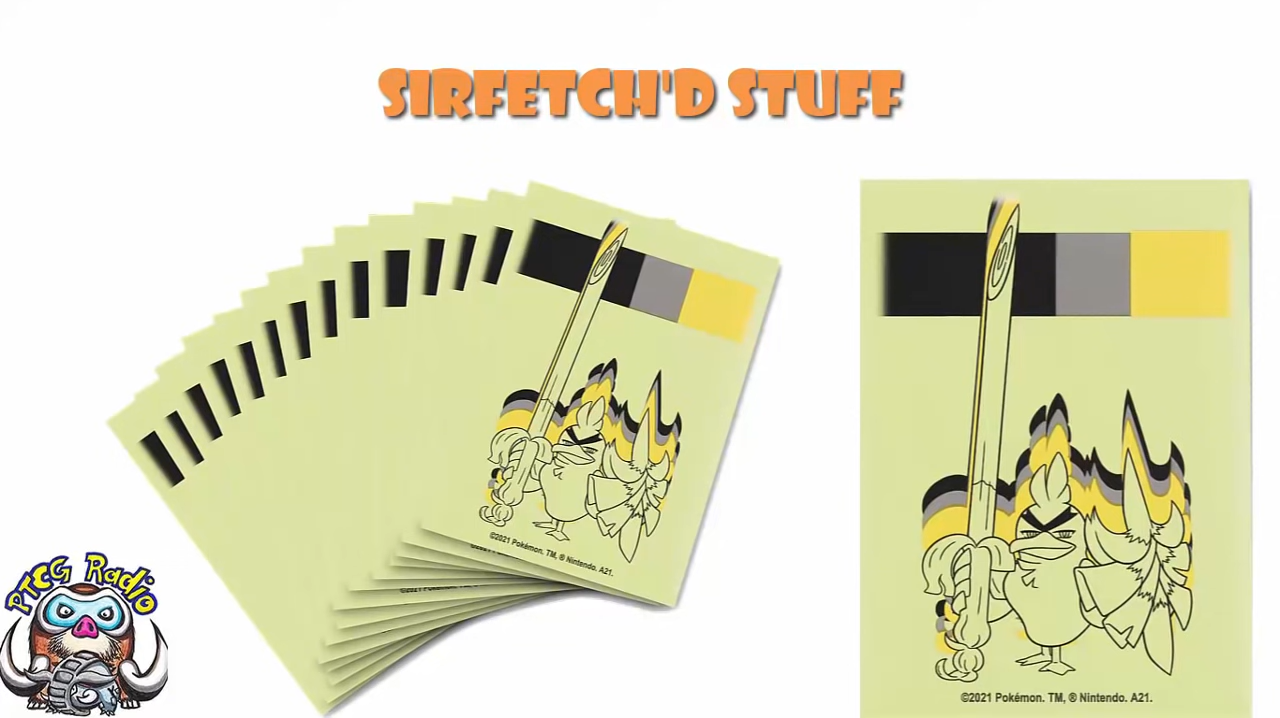 SIRFETCH'D STUFF
©2021 Pokémon. TM, ® Nintendo. A21.
©2021 Pokémon. TM, ® Nintendo. A21.
PTCG Radio